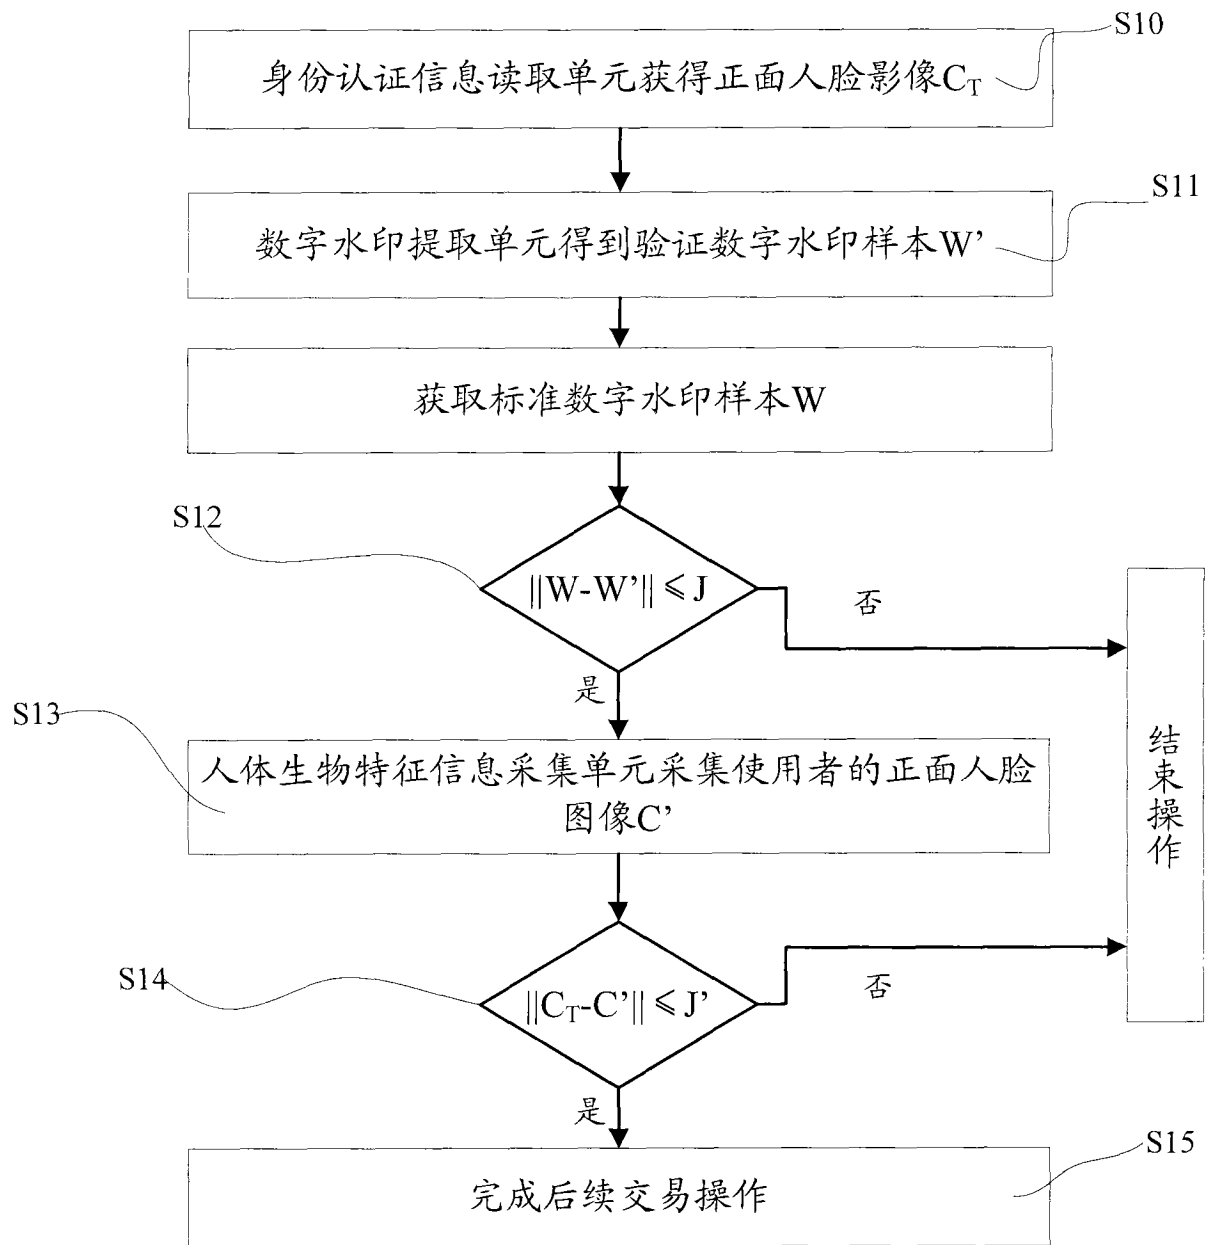 S10
身份认证信息读取单元获得正面人脸影像C_T
S11
数字水印提取单元得到验证数字水印样本W’
获取标准数字水印样本W
S12
||W-W’||≤J
否
是
S13
人体生物特征信息采集单元采集使用者的正面人脸
图像C’
结束操作
S14
||C_T-C’||≤J’
否
是
S15
完成后续交易操作